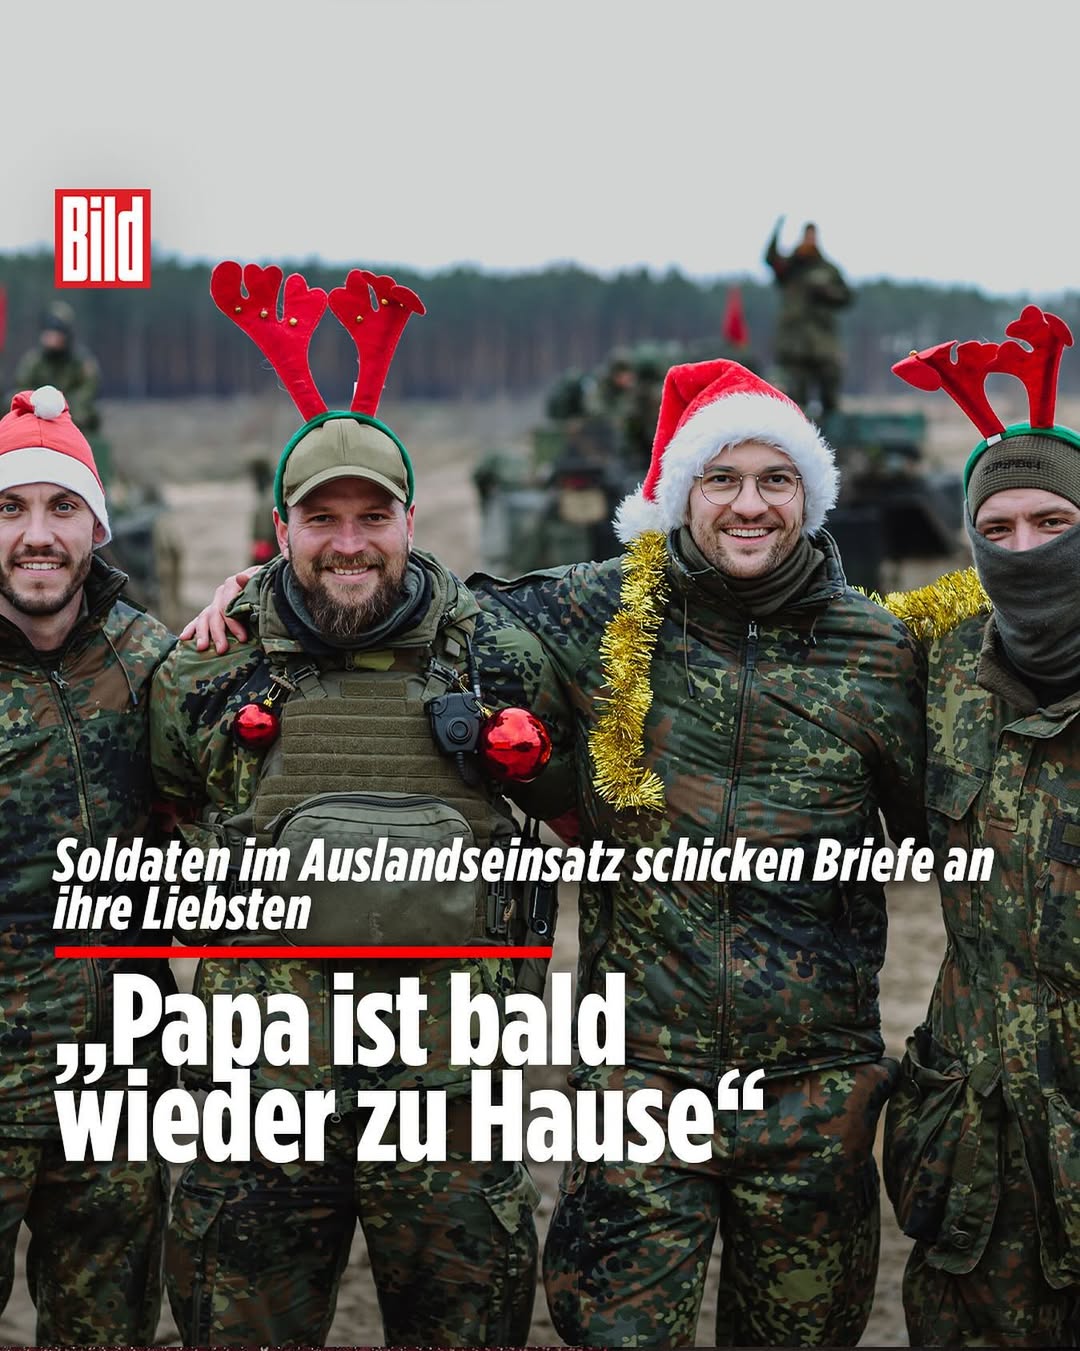 Bild
Soldaten im Auslandseinsatz schicken Briefe an
ihre Liebsten
„Papa ist bald
wieder zu Hause“